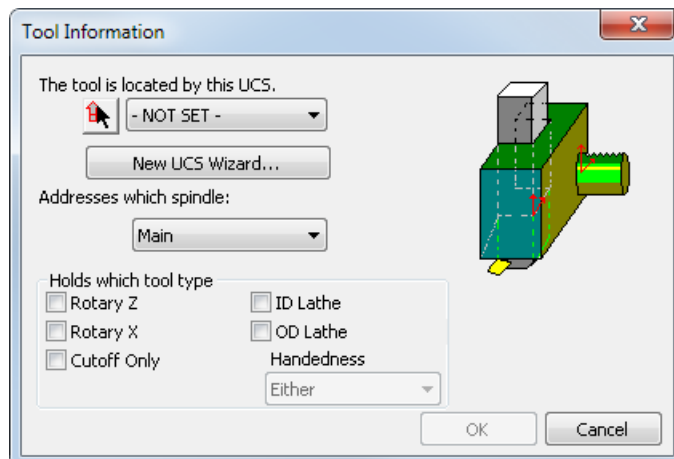 Tool Information
The tool is located by this UCS.
- NOT SET -
New UCS Wizard...
Addresses which spindle:
Main
Holds which tool type
Rotary Z
ID Lathe
Rotary X
OD Lathe
Cutoff Only
Handedness
Either
OK
Cancel